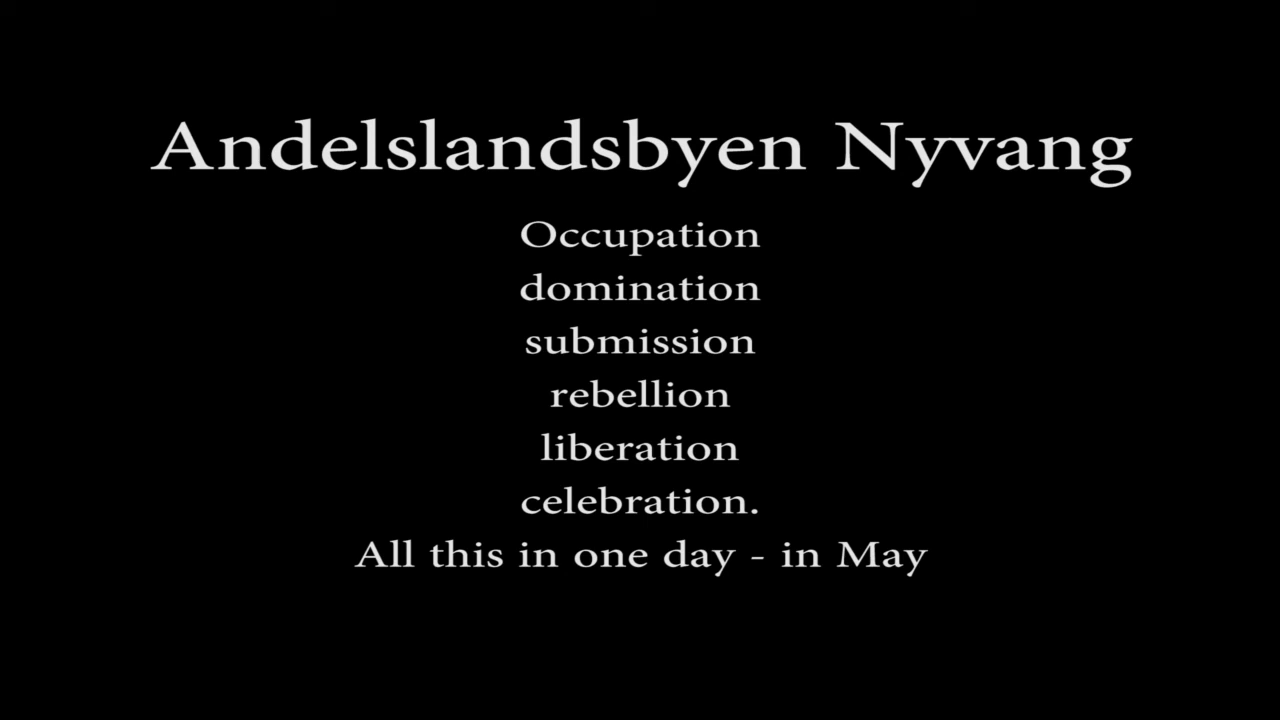 Andelslandsbyen Nyvang
Occupation
domination
submission
rebellion
liberation
celebration.
All this in one day - in May